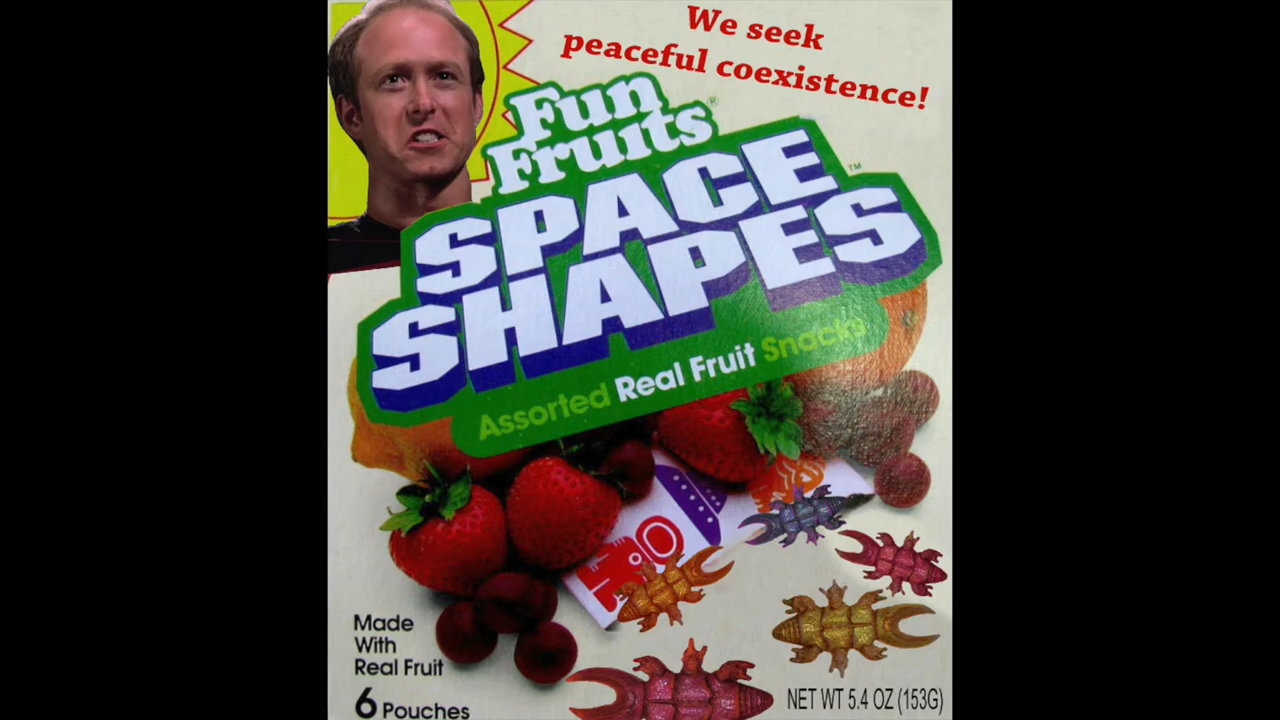 We seek
peaceful coexistence!
Fun
Fruits®
SPACE™
SHAPES
Assorted Real Fruit Snacks
Made
With
Real Fruit
6 Pouches
NET WT 5.4 OZ (153G)